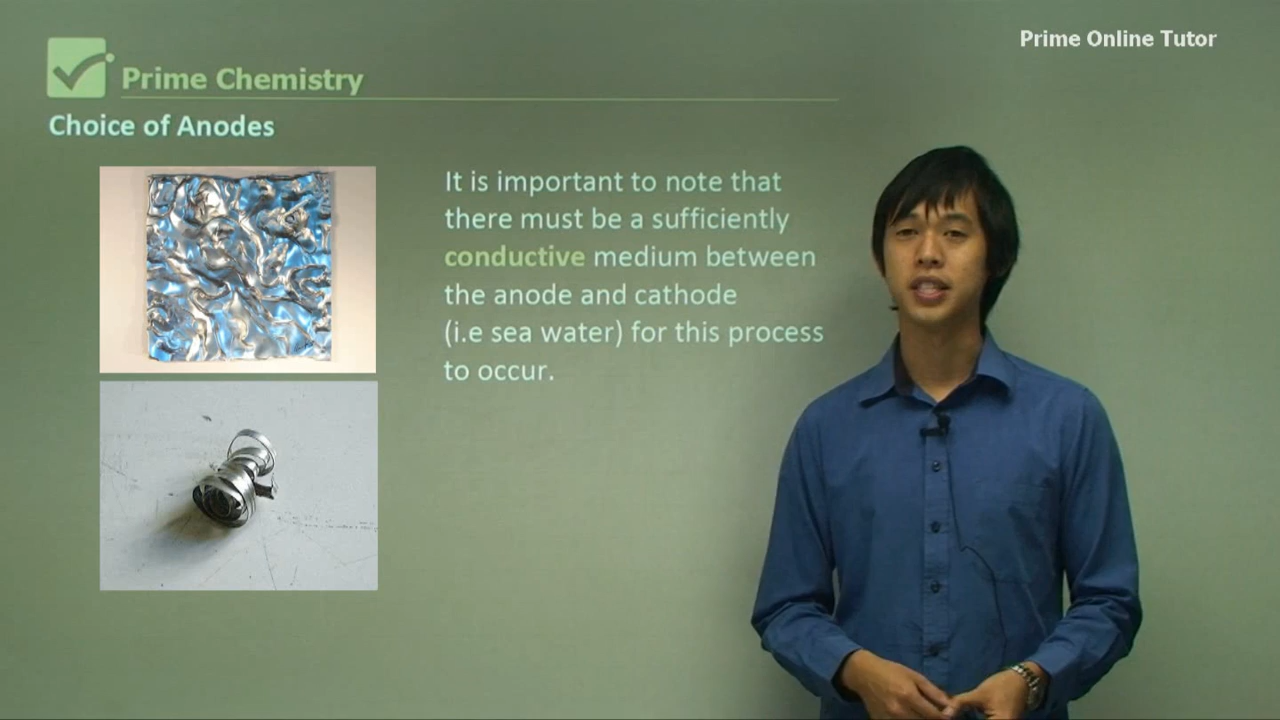 Prime Online Tutor
Prime Chemistry
Choice of Anodes
It is important to note that
there must be a sufficiently
conductive medium between
the anode and cathode
(i.e sea water) for this process
to occur.